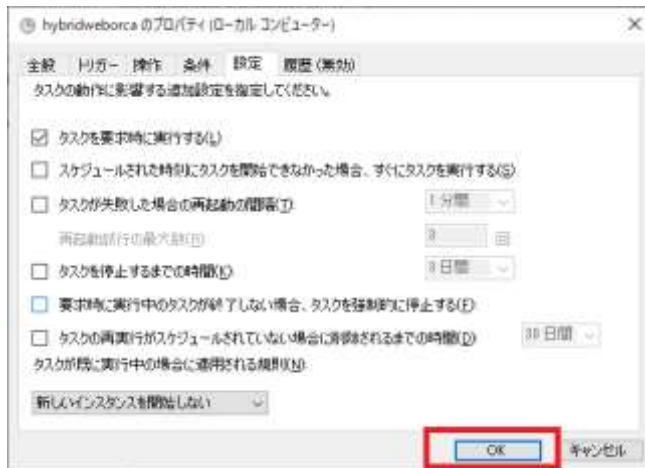 hybridweborca のプロパティ (ローカル コンピューター)
全般 トリガー 操作 条件 設定 履歴 (無効)
タスクの動作に影響する追加設定を指定してください。
タスクを要求時に実行する(L)
スケジュールされた時刻にタスクを開始できなかった場合、すぐにタスクを実行する(S)
タスクが失敗した場合の再起動の間隔(T) 1 分間
再起動試行の最大数(R) 3 回
タスクを停止するまでの時間(K) 3 日間
要求時に実行中のタスクが終了しない場合、タスクを強制的に停止する(F)
タスクの再実行がスケジュールされていない場合に削除されるまでの時間(D) 30 日間
タスクが既に実行中の場合に適用される規則(N)
新しいインスタンスを開始しない
OK キャンセル